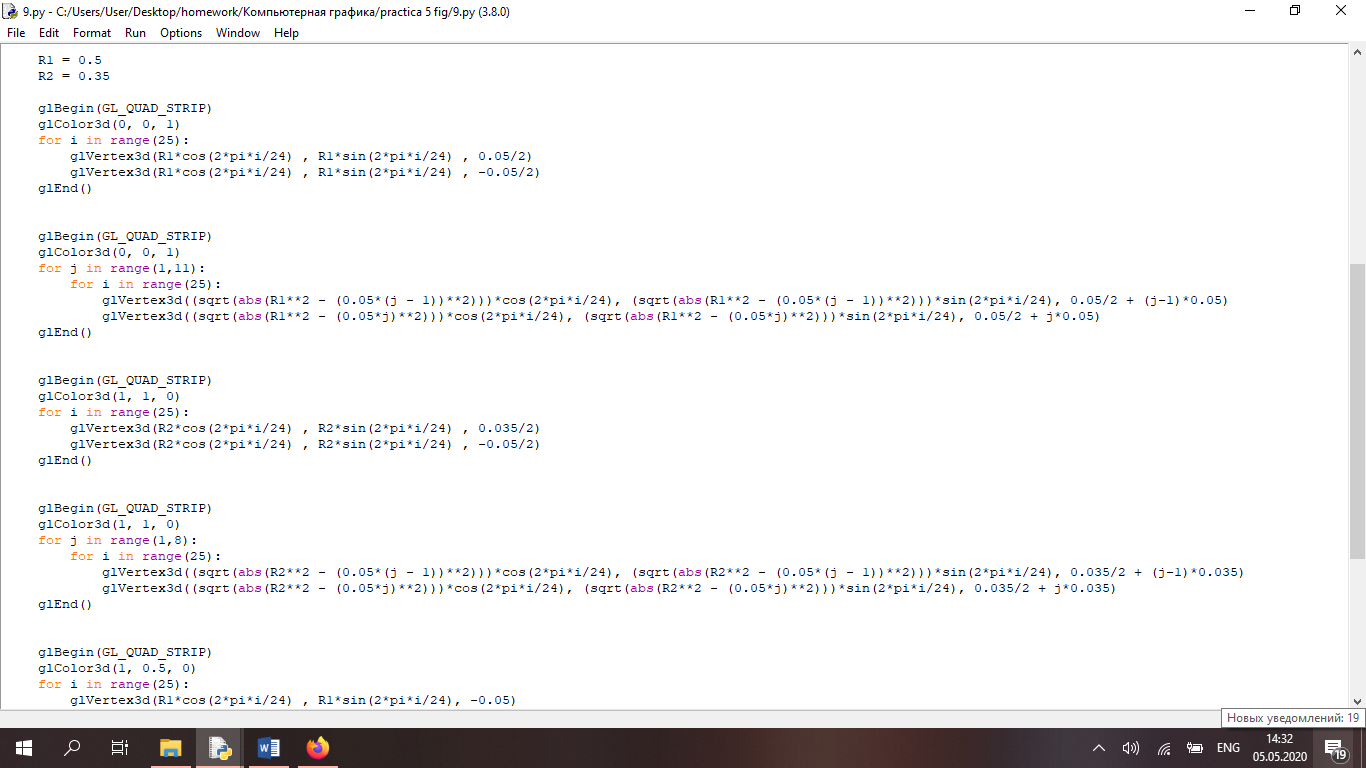 9.py - C:/Users/User/Desktop/homework/Компьютерная графика/practica 5 fig/9.py (3.8.0)
File Edit Format Run Options Window Help
R1 = 0.5
R2 = 0.35
glBegin(GL_QUAD_STRIP)
glColor3d(0, 0, 1)
for i in range(25):
glVertex3d(R1*cos(2*pi*i/24) , R1*sin(2*pi*i/24) , 0.05/2)
glVertex3d(R1*cos(2*pi*i/24) , R1*sin(2*pi*i/24) , -0.05/2)
glEnd()
glBegin(GL_QUAD_STRIP)
glColor3d(0, 0, 1)
for j in range(1,11):
for i in range(25):
glVertex3d((sqrt(abs(R1**2 - (0.05*(j - 1))**2)))*cos(2*pi*i/24), (sqrt(abs(R1**2 - (0.05*(j - 1))**2)))*sin(2*pi*i/24), 0.05/2 + (j-1)*0.05)
glVertex3d((sqrt(abs(R1**2 - (0.05*j)**2)))*cos(2*pi*i/24), (sqrt(abs(R1**2 - (0.05*j)**2)))*sin(2*pi*i/24), 0.05/2 + j*0.05)
glEnd()
glBegin(GL_QUAD_STRIP)
glColor3d(1, 1, 0)
for i in range(25):
glVertex3d(R2*cos(2*pi*i/24) , R2*sin(2*pi*i/24) , 0.035/2)
glVertex3d(R2*cos(2*pi*i/24) , R2*sin(2*pi*i/24) , -0.05/2)
glEnd()
glBegin(GL_QUAD_STRIP)
glColor3d(1, 1, 0)
for j in range(1,8):
for i in range(25):
glVertex3d((sqrt(abs(R2**2 - (0.05*(j - 1))**2)))*cos(2*pi*i/24), (sqrt(abs(R2**2 - (0.05*(j - 1))**2)))*sin(2*pi*i/24), 0.035/2 + (j-1)*0.035)
glVertex3d((sqrt(abs(R2**2 - (0.05*j)**2)))*cos(2*pi*i/24), (sqrt(abs(R2**2 - (0.05*j)**2)))*sin(2*pi*i/24), 0.035/2 + j*0.035)
glEnd()
glBegin(GL_QUAD_STRIP)
glColor3d(1, 0.5, 0)
for i in range(25):
glVertex3d(R1*cos(2*pi*i/24) , R1*sin(2*pi*i/24), -0.05)
Новых уведомлений: 19
ENG
14:32
05.05.2020
19